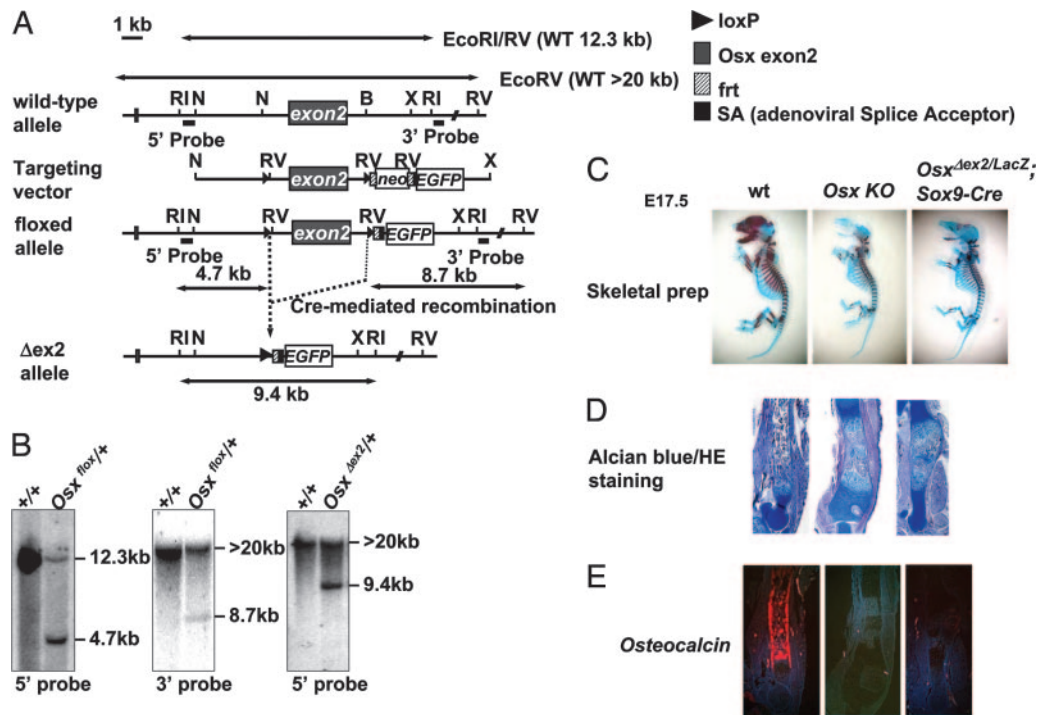 A
1 kb
EcoRI/RV (WT 12.3 kb)
EcoRV (WT >20 kb)
wild-type allele
RI N N exon2 B X RI RV
5' Probe 3' Probe
Targeting vector
N RV exon2 RV neo RV EGFP X
floxed allele
RI N RV exon2 RV EGFP X RI RV
5' Probe 3' Probe
4.7 kb 8.7 kb
Cre-mediated recombination
Δex2 allele
RI N EGFP X RI RV
9.4 kb
loxP
Osx exon2
frt
SA (adenoviral Splice Acceptor)
B
+/+ Osx flox/+
12.3kb
4.7kb
5' probe
+/+ Osx flox/+
>20kb
8.7kb
3' probe
+/+ Osx Δex2/+
>20kb
9.4kb
5' probe
C
E17.5
wt Osx KO Osx Δex2/LacZ; Sox9-Cre
Skeletal prep
D
Alcian blue/HE staining
E
Osteocalcin